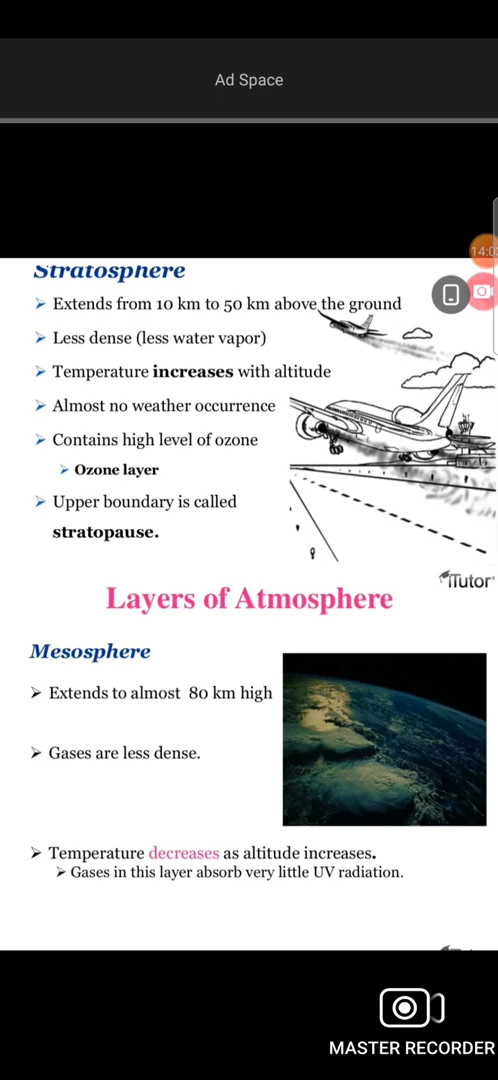 Ad Space
Stratosphere
Extends from 10 km to 50 km above the ground
Less dense (less water vapor)
Temperature increases with altitude
Almost no weather occurrence
Contains high level of ozone
Ozone layer
Upper boundary is called
stratopause.
iTutor
Layers of Atmosphere
Mesosphere
Extends to almost 80 km high
Gases are less dense.
Temperature decreases as altitude increases.
Gases in this layer absorb very little UV radiation.
MASTER RECORDER